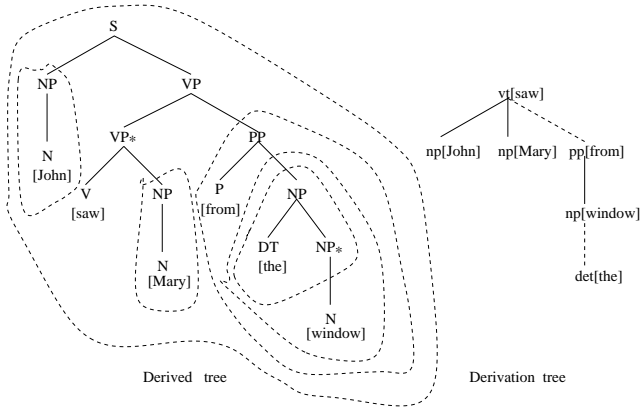 S
NP
VP
vt[saw]
VP*
PP
np[John]
np[Mary]
pp[from]
N
[John]
V
NP
P
NP
[saw]
[from]
np[window]
DT
NP*
[the]
N
[Mary]
det[the]
N
[window]
Derived tree
Derivation tree